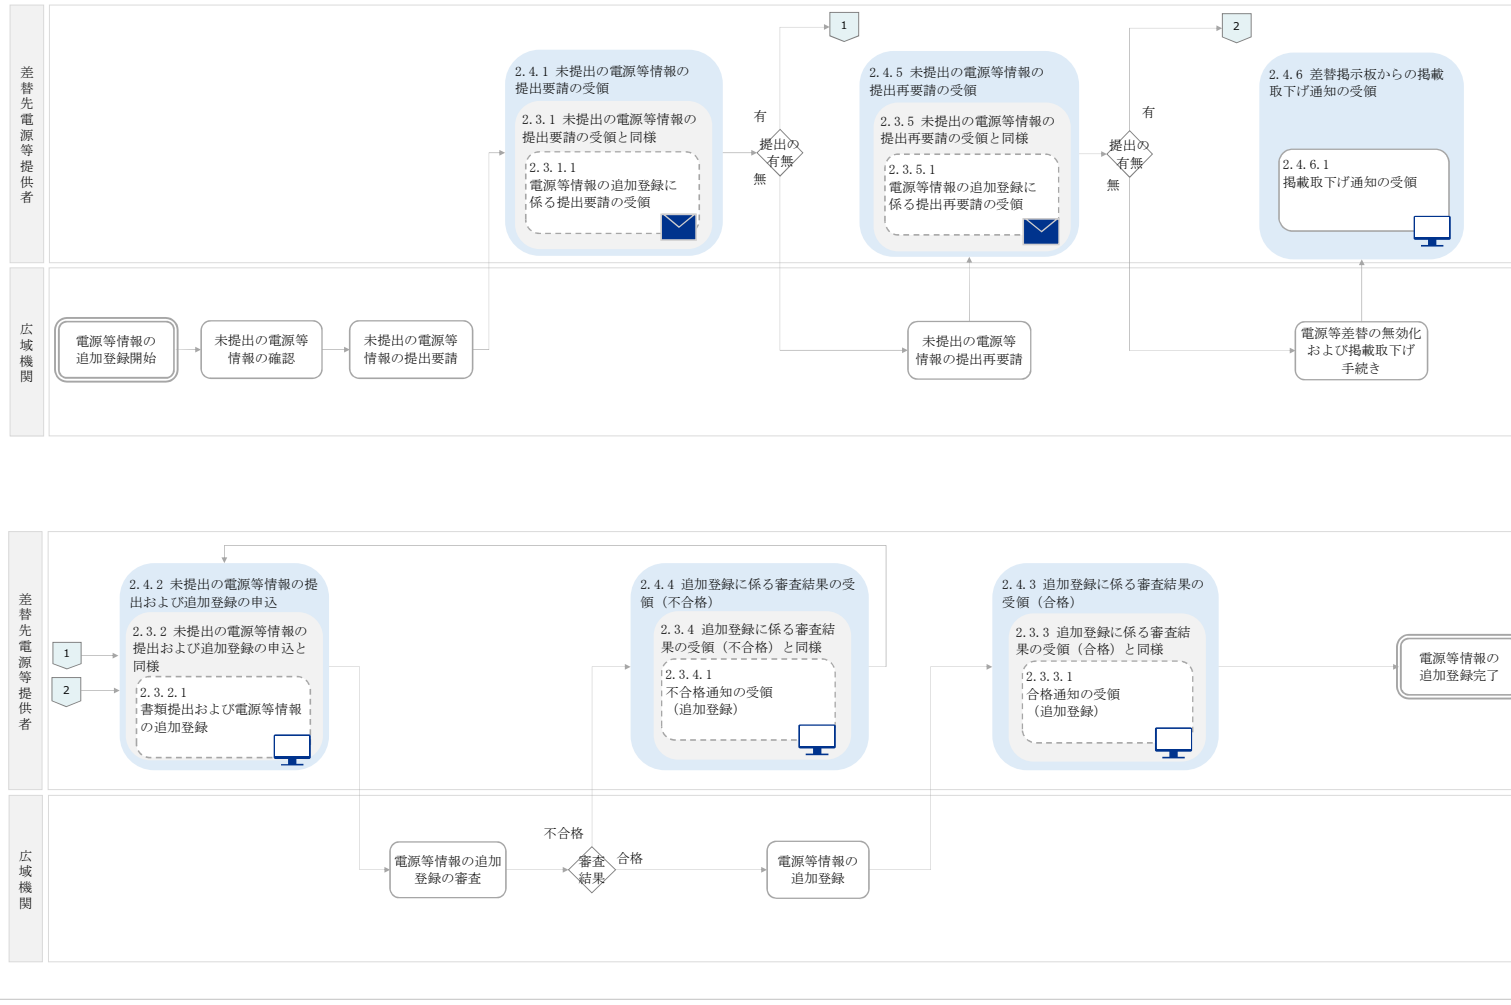 差替先電源等提供者
1
2
2.4.1 未提出の電源等情報の
提出要請の受領
2.3.1 未提出の電源等情報の
提出要請の受領と同様
2.3.1.1
電源等情報の追加登録に
係る提出要請の受領
有
提出の
有無
無
2.4.5 未提出の電源等情報の
提出再要請の受領
2.3.5 未提出の電源等情報の
提出再要請の受領と同様
2.3.5.1
電源等情報の追加登録に
係る提出再要請の受領
有
提出の
有無
無
2.4.6 差替掲示板からの掲載
取下げ通知の受領
2.4.6.1
掲載取下げ通知の受領
広域機関
電源等情報の
追加登録開始
未提出の電源等
情報の確認
未提出の電源等
情報の提出要請
未提出の電源等
情報の提出再要請
電源等差替の無効化
および掲載取下げ
手続き
差替先電源等提供者
1
2
2.4.2 未提出の電源等情報の提
出および追加登録の申込
2.3.2 未提出の電源等情報の
提出および追加登録の申込と
同様
2.3.2.1
書類提出および電源等情報
の追加登録
2.4.4 追加登録に係る審査結果の受
領（不合格）
2.3.4 追加登録に係る審査結
果の受領（不合格）と同様
2.3.4.1
不合格通知の受領
（追加登録）
2.4.3 追加登録に係る審査結果の
受領（合格）
2.3.3 追加登録に係る審査結
果の受領（合格）と同様
2.3.3.1
合格通知の受領
（追加登録）
電源等情報の
追加登録完了
広域機関
電源等情報の追加
登録の審査
不合格
審査
結果
合格
電源等情報の
追加登録